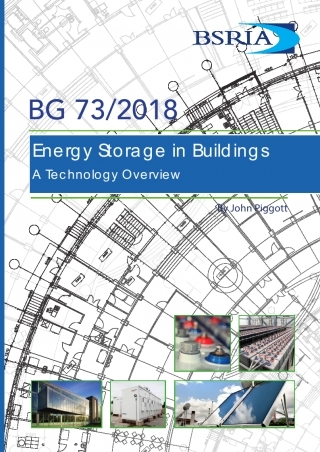 BSRIA
BG 73/2018
Energy Storage in Buildings
A Technology Overview
By John Piggott